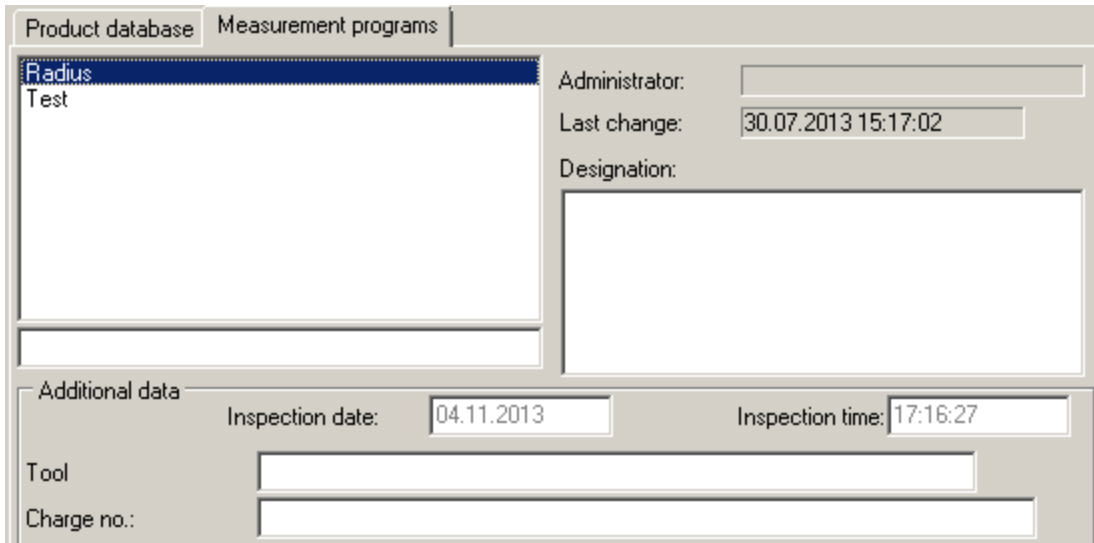 Product database Measurement programs
Radius
Test
Administrator:
Last change: 30.07.2013 15:17:02
Designation:
Additional data
Inspection date: 04.11.2013 Inspection time: 17:16:27
Tool
Charge no.: